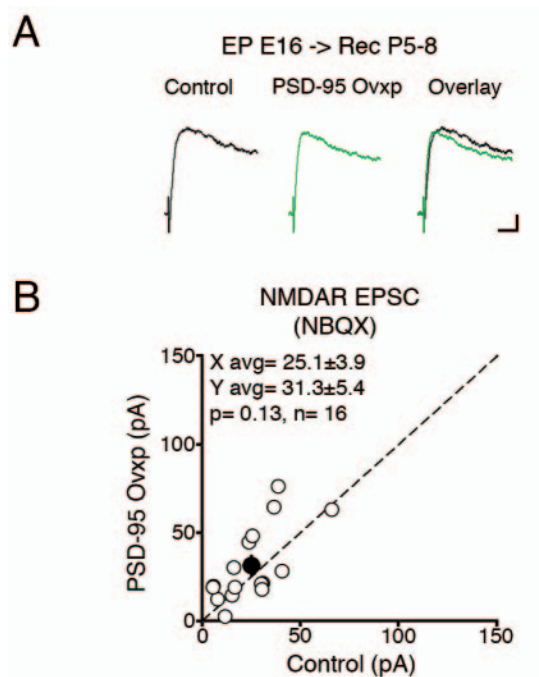 A
EP E16 -> Rec P5-8
Control PSD-95 Ovxp Overlay
B
NMDAR EPSC
(NBQX)
X avg= 25.1±3.9
Y avg= 31.3±5.4
p= 0.13, n= 16
150
100
50
0
PSD-95 Ovxp (pA)
0 50 100 150
Control (pA)